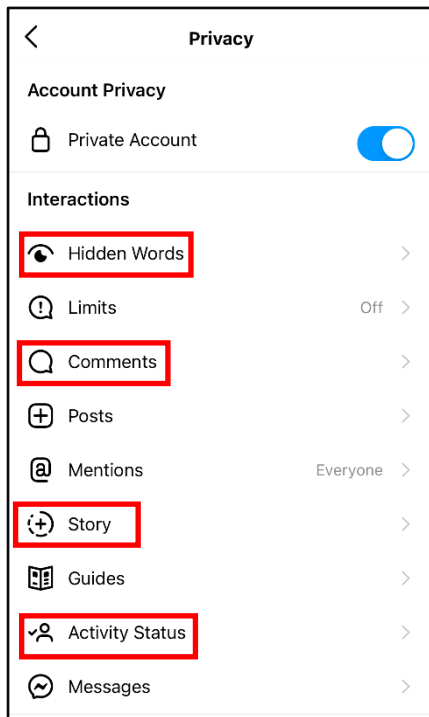 Privacy
Account Privacy
Private Account
Interactions
Hidden Words
Limits Off
Comments
Posts
Mentions Everyone
Story
Guides
Activity Status
Messages